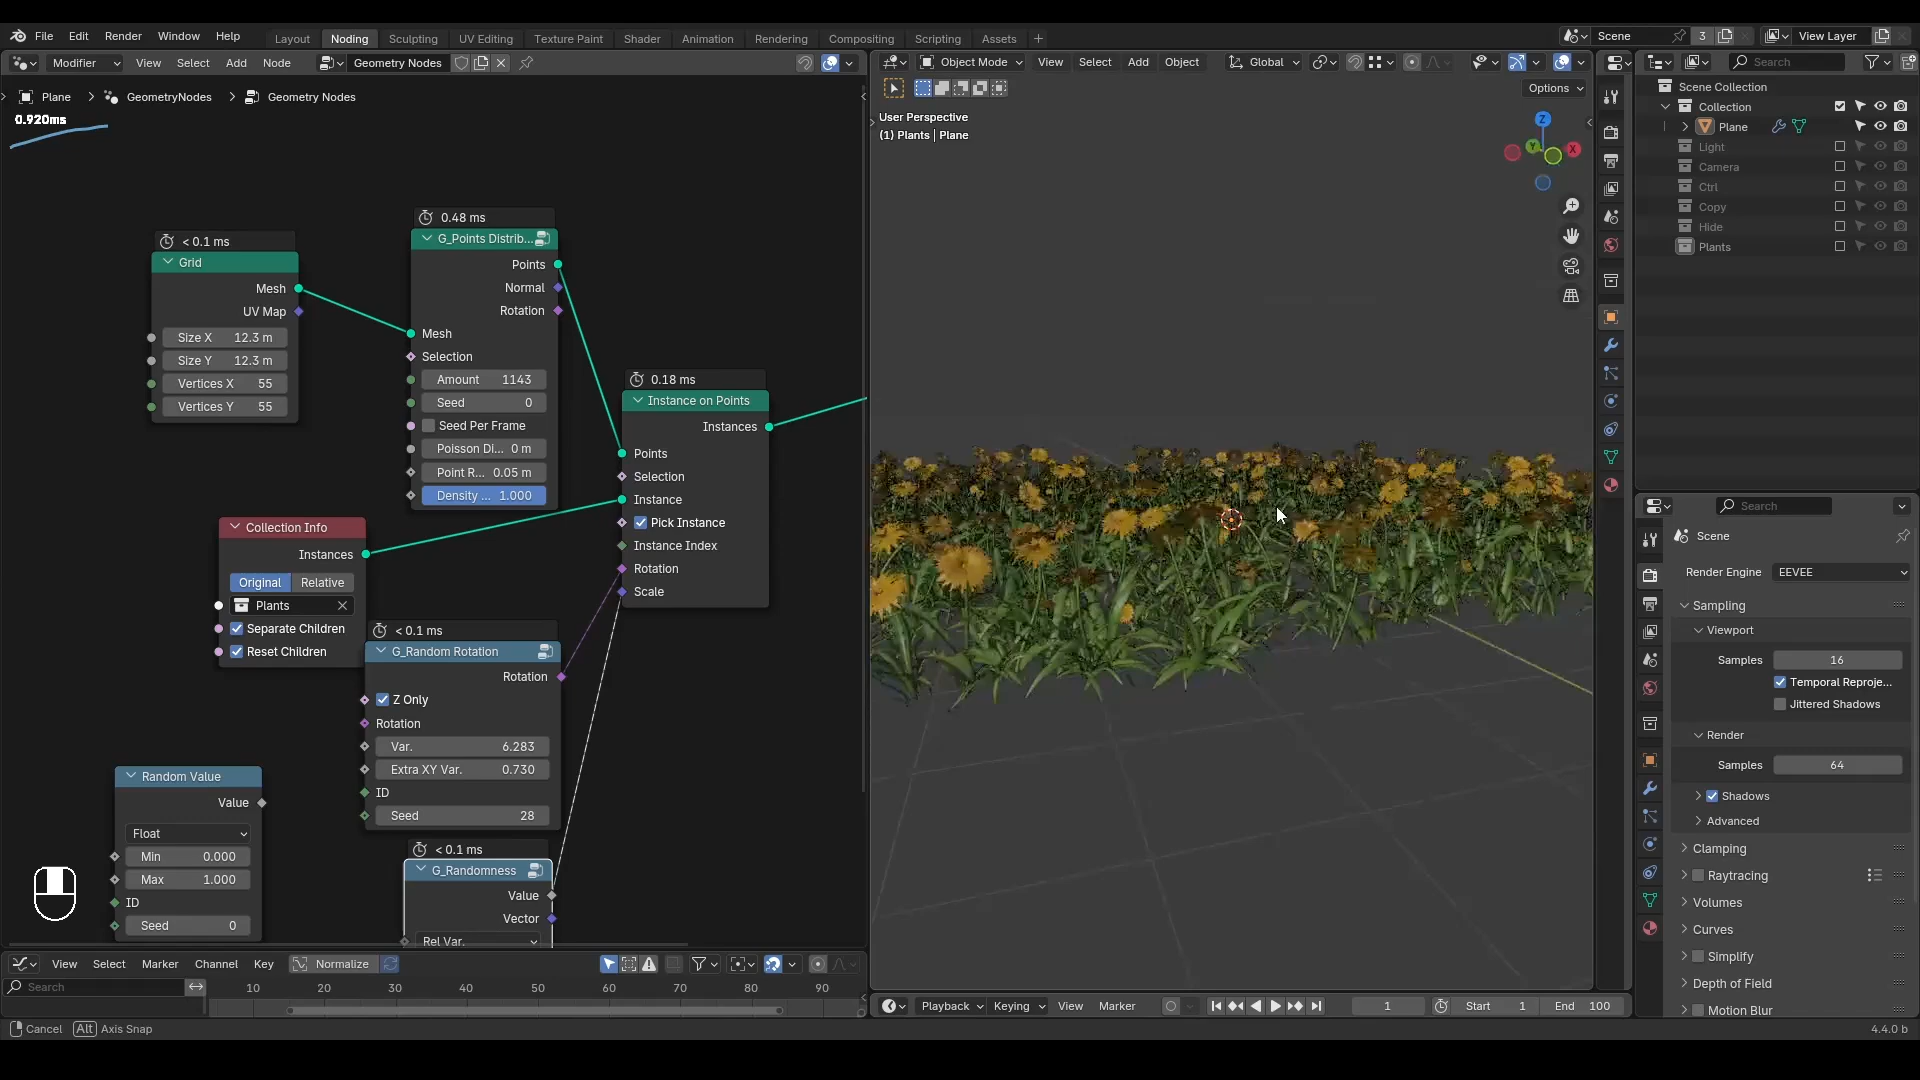 File Edit Render Window Help Layout Noding Sculpting UV Editing Texture Paint Shader Animation Rendering Compositing Scripting Assets + Scene 3 View Layer
Modifier View Select Add Node Geometry Nodes
Object Mode View Select Add Object Global
Search
Options
Plane > GeometryNodes > Geometry Nodes
0.920ms
User Perspective
(1) Plants | Plane
Z
Y
X
Scene Collection
Collection
Plane
Light
Camera
Ctrl
Copy
Hide
Plants
< 0.1 ms
Grid
Mesh
UV Map
Size X 12.3 m
Size Y 12.3 m
Vertices X 55
Vertices Y 55
0.48 ms
G_Points Distrib...
Points
Normal
Rotation
Mesh
Selection
Amount 1143
Seed 0
Seed Per Frame
Poisson Di... 0 m
Point R... 0.05 m
Density ... 1.000
0.18 ms
Instance on Points
Instances
Points
Selection
Instance
Pick Instance
Instance Index
Rotation
Scale
Collection Info
Instances
Original Relative
Plants
Separate Children
Reset Children
< 0.1 ms
G_Random Rotation
Rotation
Z Only
Rotation
Var. 6.283
Extra XY Var. 0.730
ID
Seed 28
Random Value
Value
Float
Min 0.000
Max 1.000
ID
Seed 0
< 0.1 ms
G_Randomness
Value
Vector
Rel Var.
Search
Scene
Render Engine EEVEE
Sampling
Viewport
Samples 16
Temporal Reproje...
Jittered Shadows
Render
Samples 64
Shadows
Advanced
Clamping
Raytracing
Volumes
Curves
Simplify
Depth of Field
Motion Blur
View Select Marker Channel Key Normalize
Search
10 20 30 40 50 60 70 80 90
Playback Keying View Marker 1 Start 1 End 100
Cancel Alt Axis Snap
4.4.0 b